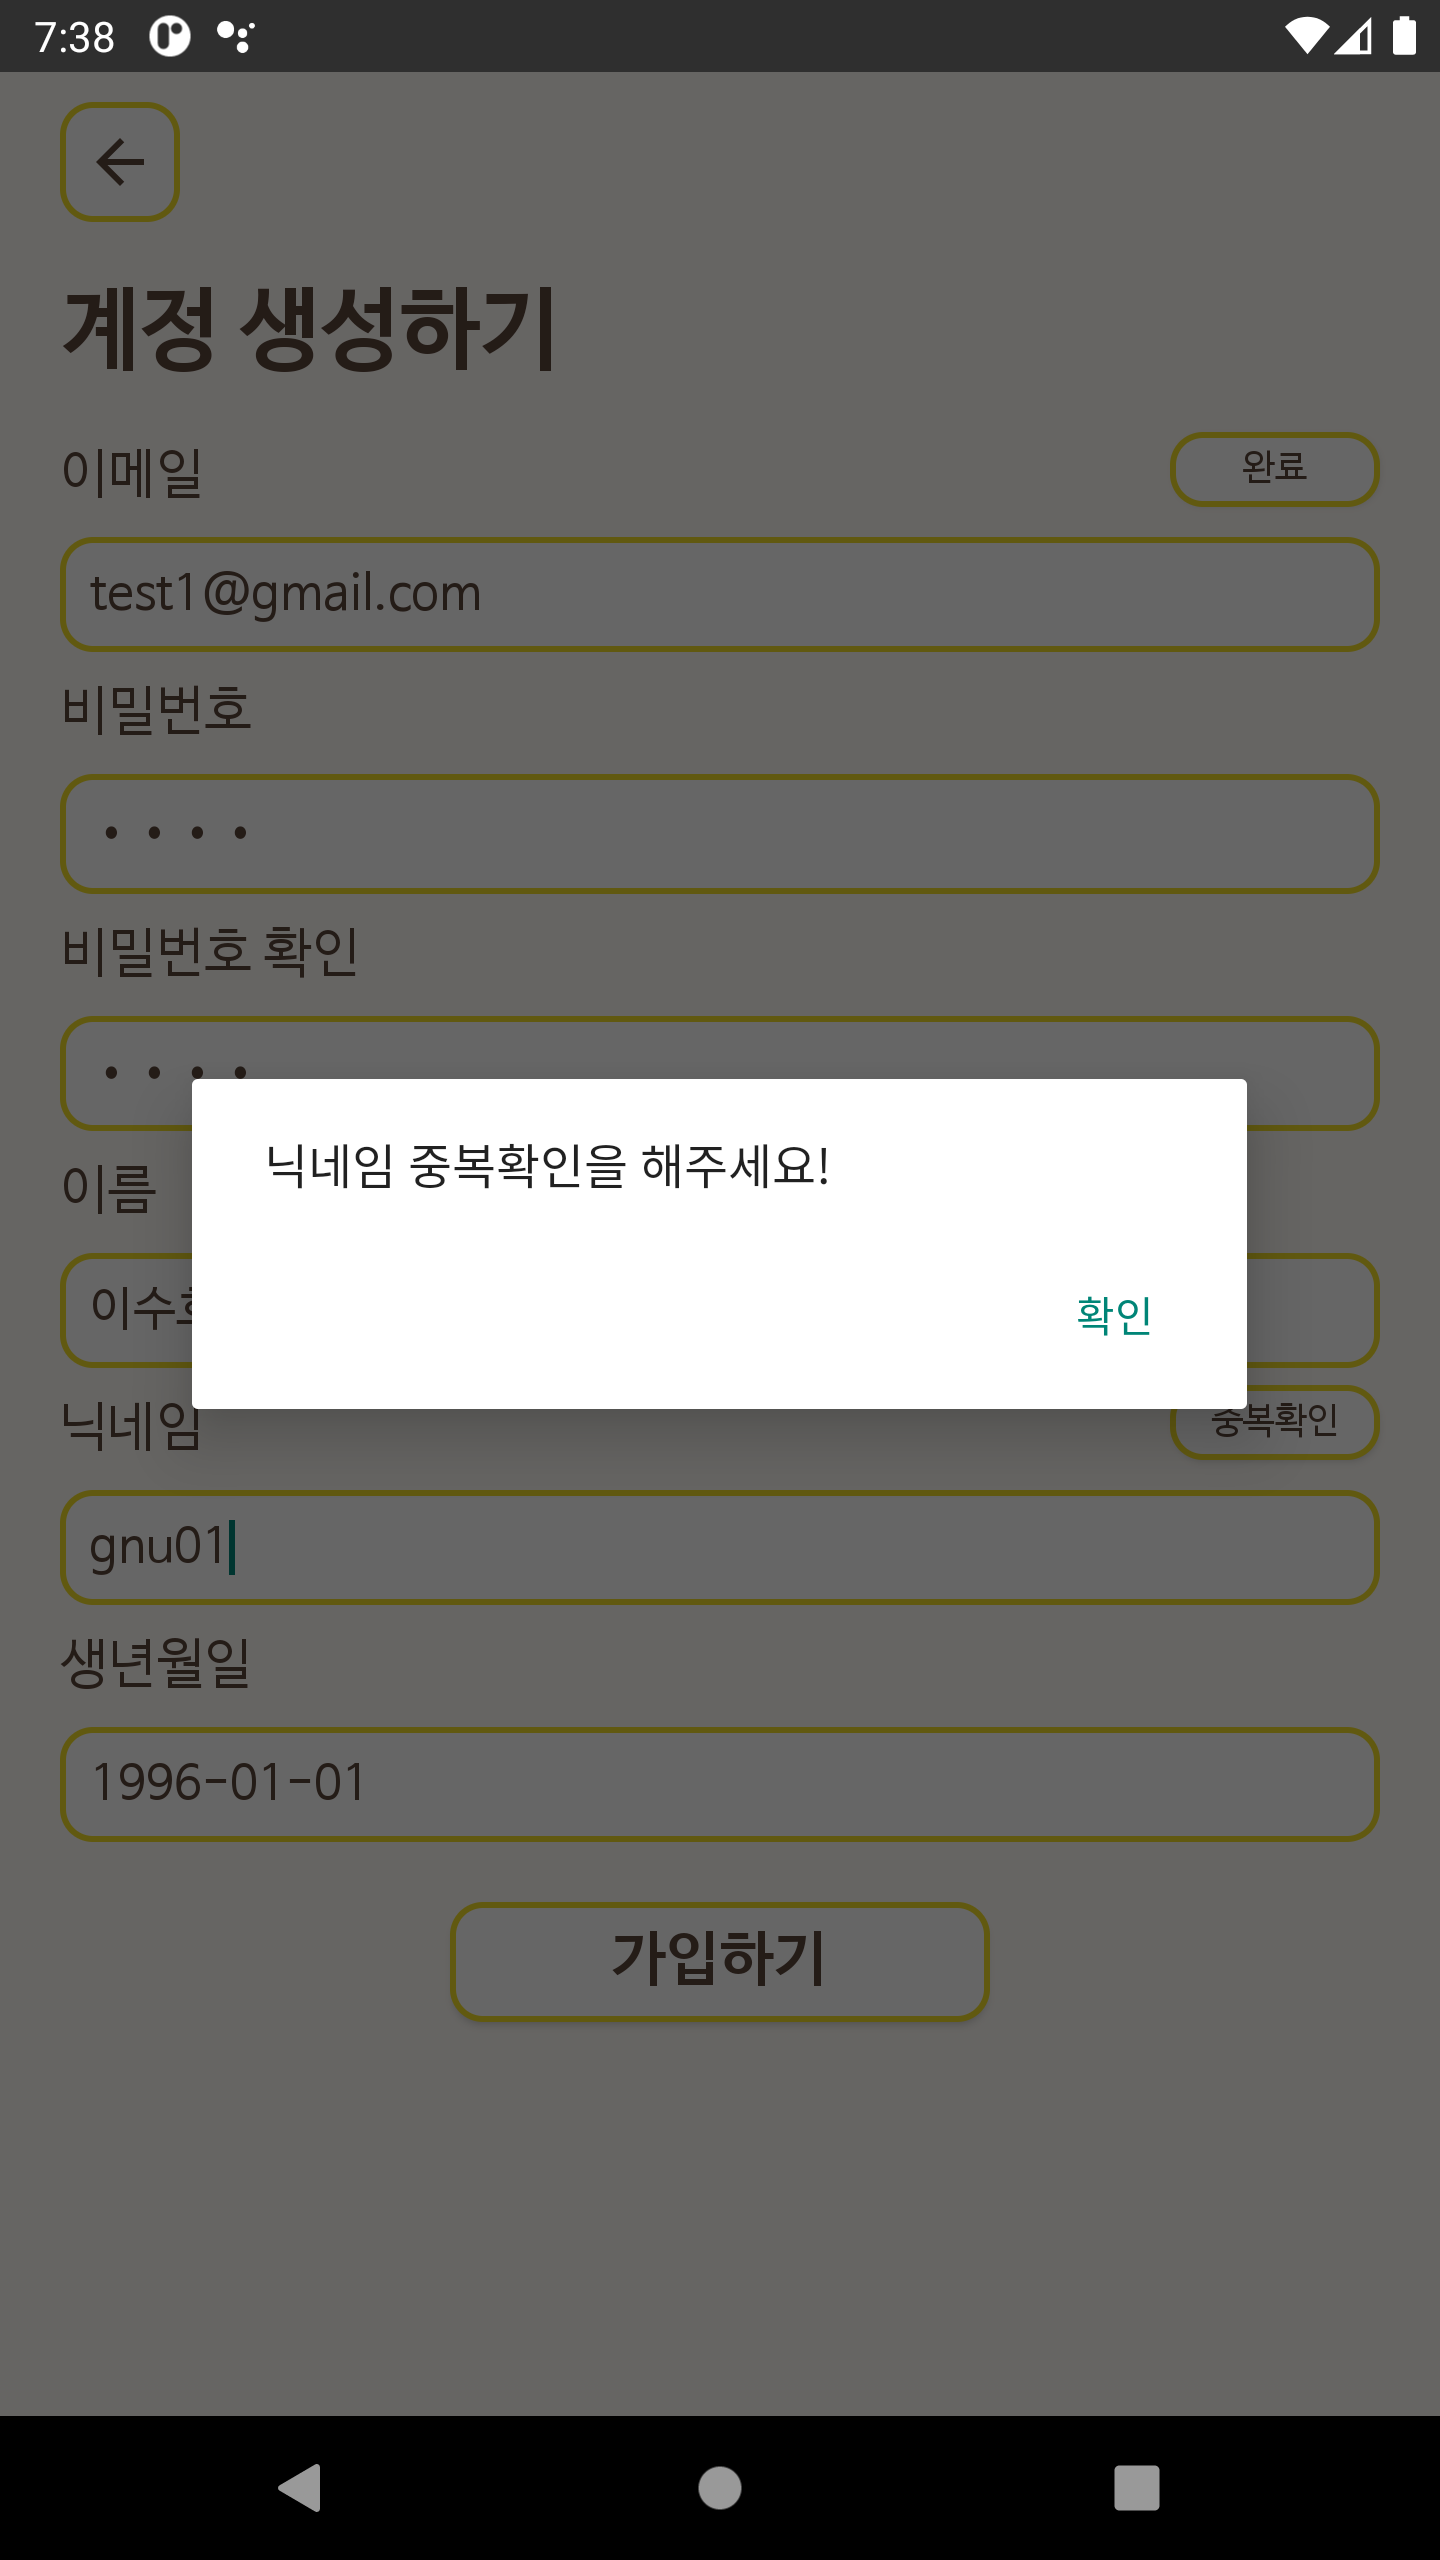 7:38
계정 생성하기
이메일
완료
test1@gmail.com
비밀번호
••••
비밀번호 확인
••••
닉네임 중복확인을 해주세요!
확인
이름
이수
닉네임
중복확인
gnu01
생년월일
1996-01-01
가입하기